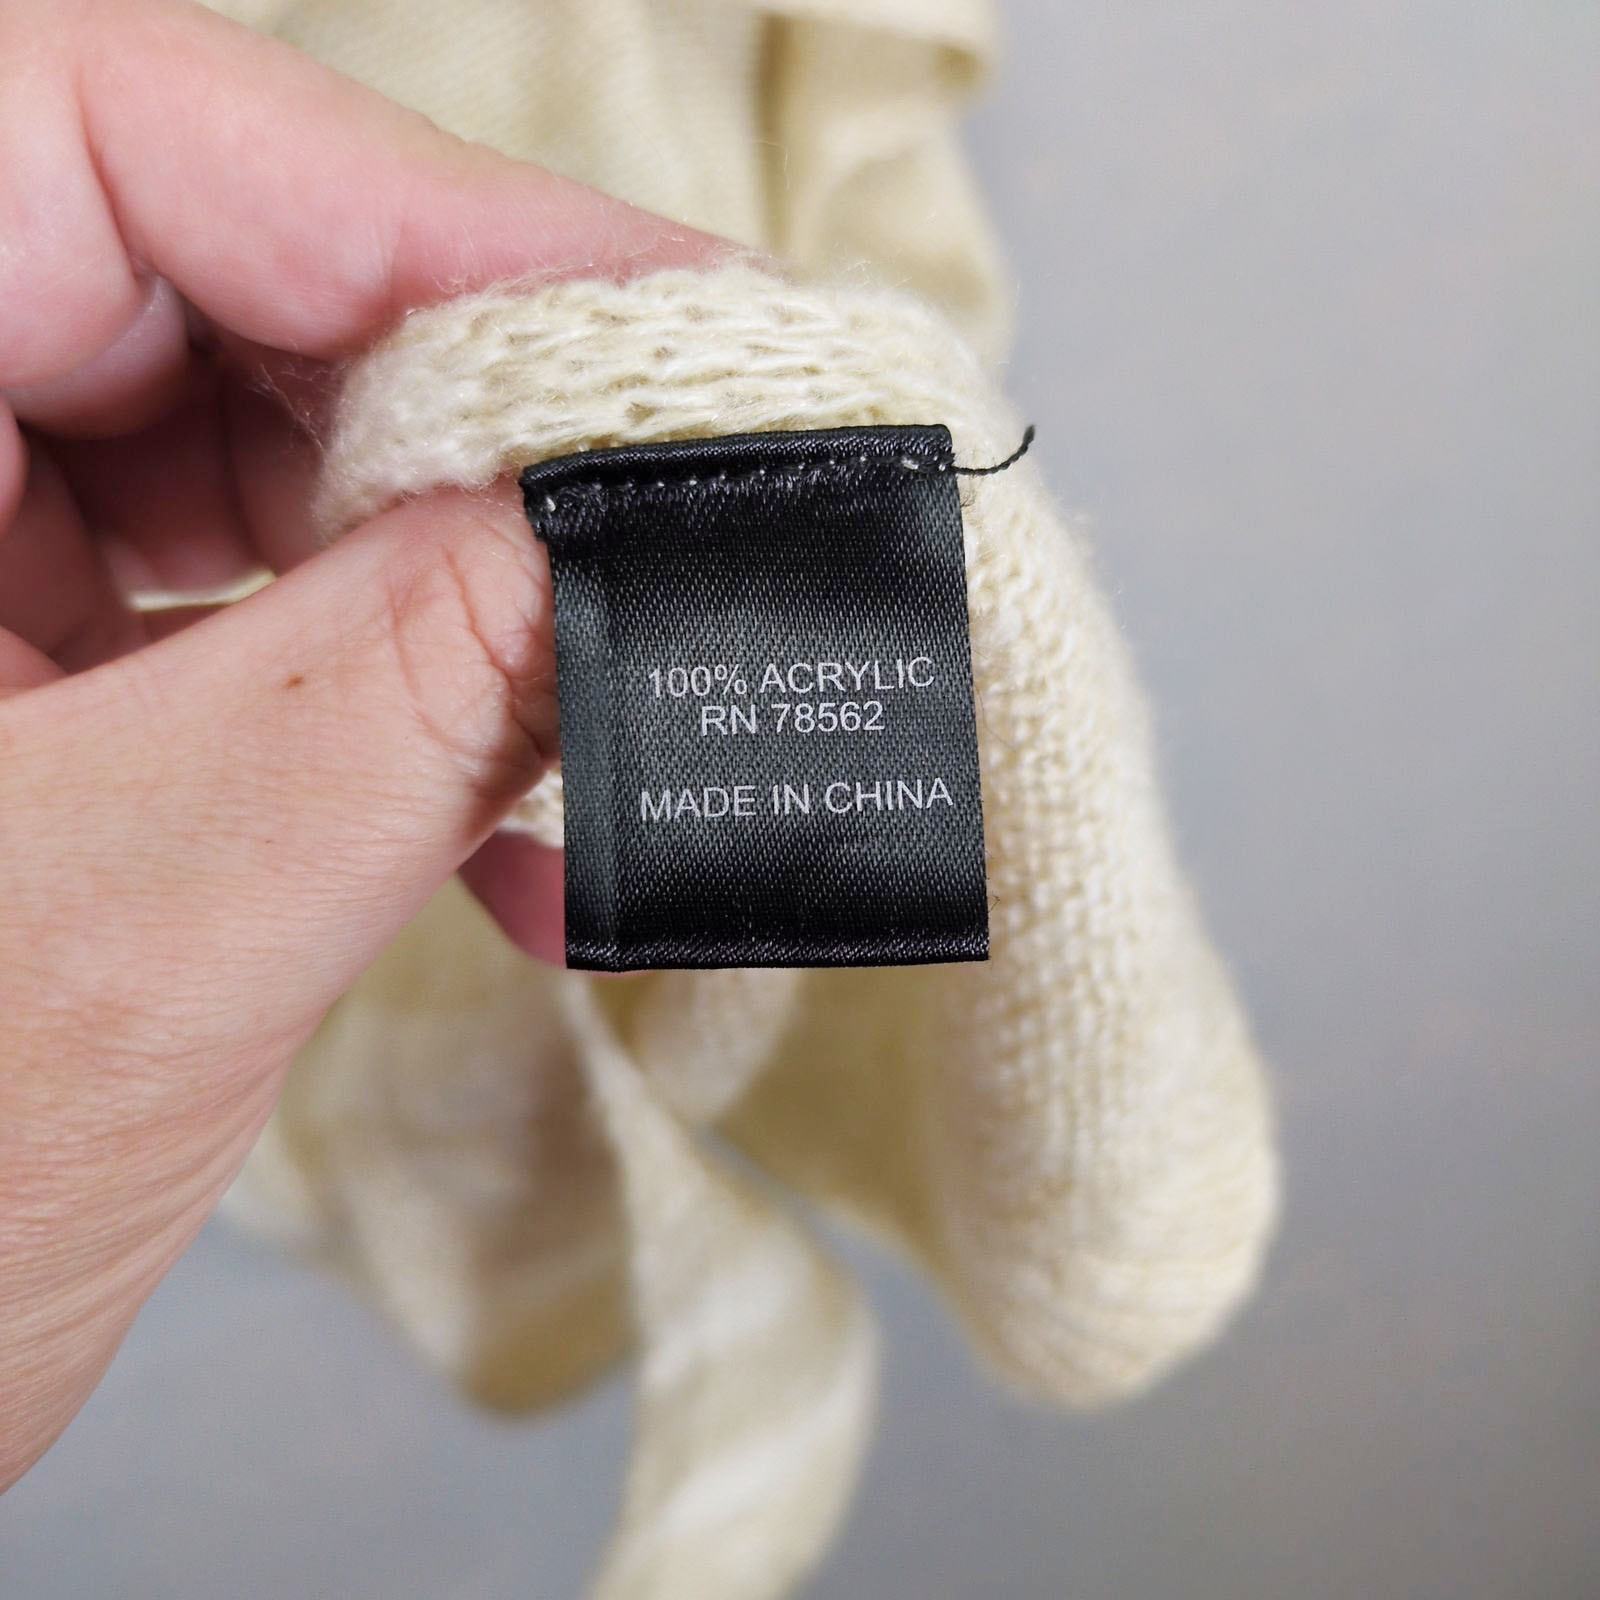 100% ACRYLIC
RN 78562
MADE IN CHINA